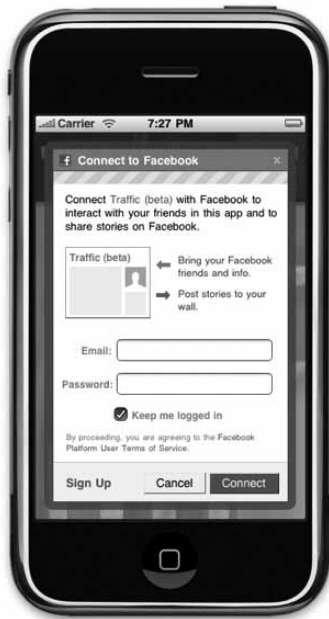 Carrier 7:27 PM
f Connect to Facebook ×
Connect Traffic (beta) with Facebook to
interact with your friends in this app and to
share stories on Facebook.
Traffic (beta)
Bring your Facebook
friends and info.
Post stories to your
wall.
Email:
Password:
Keep me logged in
By proceeding, you are agreeing to the Facebook
Platform User Terms of Service.
Sign Up Cancel Connect